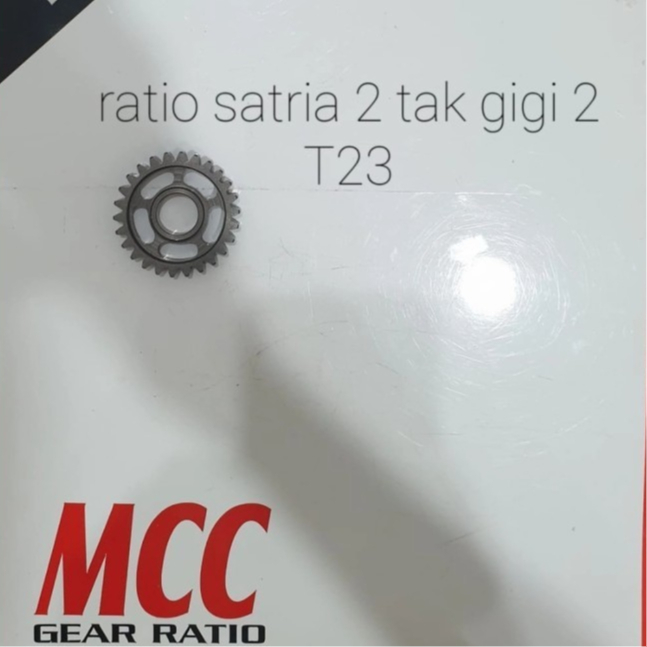 ratio satria 2 tak gigi 2
T23
MCC
GEAR RATIO